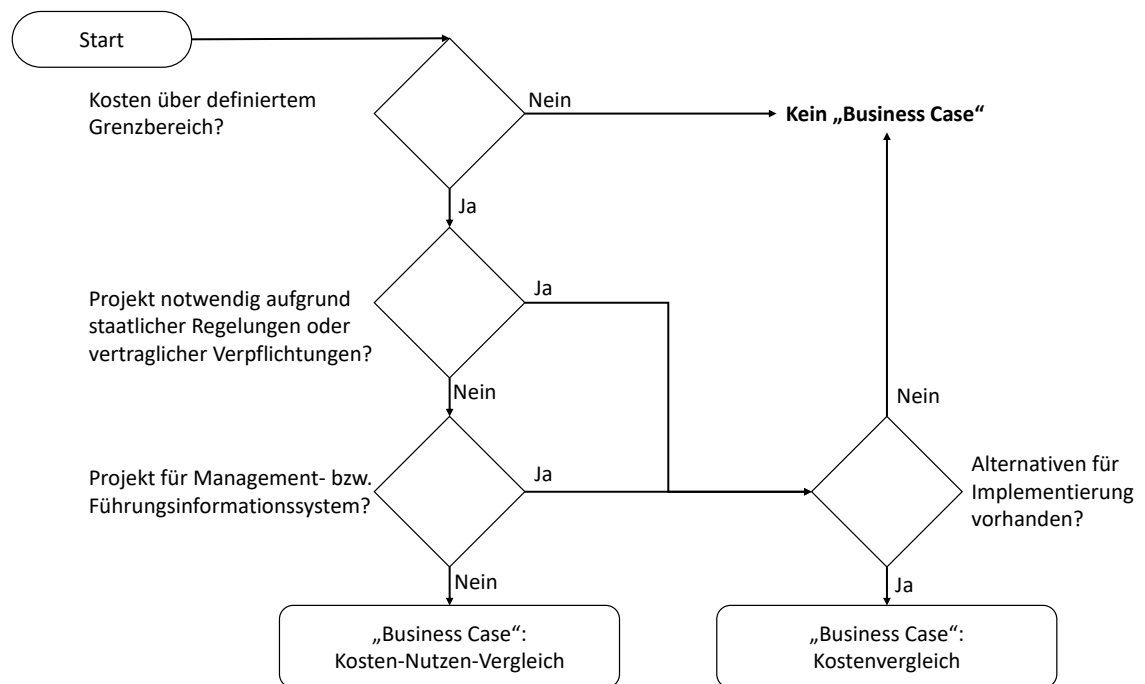 Start
Kosten über definiertem
Grenzbereich?
Nein
Kein „Business Case“
Ja
Projekt notwendig aufgrund
staatlicher Regelungen oder
vertraglicher Verpflichtungen?
Ja
Nein
Projekt für Management- bzw.
Führungsinformationssystem?
Ja
Nein
Alternativen für
Implementierung
vorhanden?
Nein
Ja
„Business Case“:
Kosten-Nutzen-Vergleich
„Business Case“:
Kostenvergleich